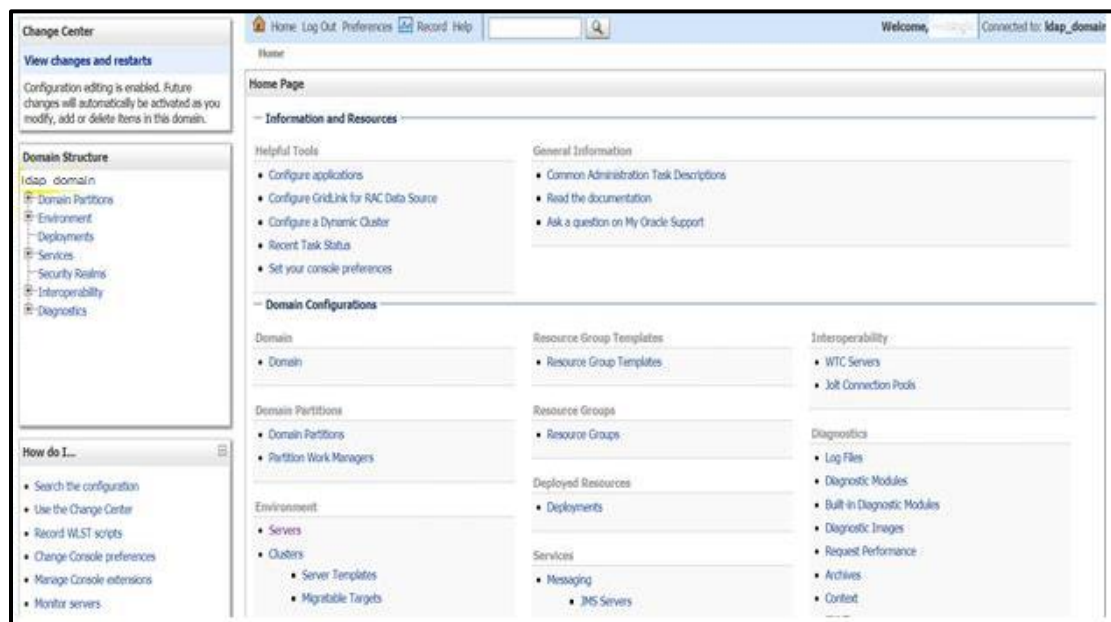 Change Center
View changes and restarts
Configuration editing is enabled. Future
changes will automatically be activated as you
modify, add or delete items in this domain.
Domain Structure
ldap_domain
Domain Partitions
Environment
Deployments
Services
Security Realms
Interoperability
Diagnostics
How do I...
Search the configuration
Use the Change Center
Record WLST scripts
Change Console preferences
Manage Console extensions
Monitor servers
Home Log Out Preferences Record Help
Welcome, Connected to: ldap_domain
Home
Home Page
Information and Resources
Helpful Tools
Configure applications
Configure GridLink for RAC Data Source
Configure a Dynamic Cluster
Recent Task Status
Set your console preferences
General Information
Common Administration Task Descriptions
Read the documentation
Ask a question on My Oracle Support
Domain Configurations
Domain
Domain
Domain Partitions
Domain Partitions
Partition Work Managers
Environment
Servers
Clusters
Server Templates
Migratable Targets
Resource Group Templates
Resource Group Templates
Resource Groups
Resource Groups
Deployed Resources
Deployments
Services
Messaging
JMS Servers
Interoperability
WTC Servers
Jolt Connection Pools
Diagnostics
Log Files
Diagnostic Modules
Built-in Diagnostic Modules
Diagnostic Images
Request Performance
Archives
Context